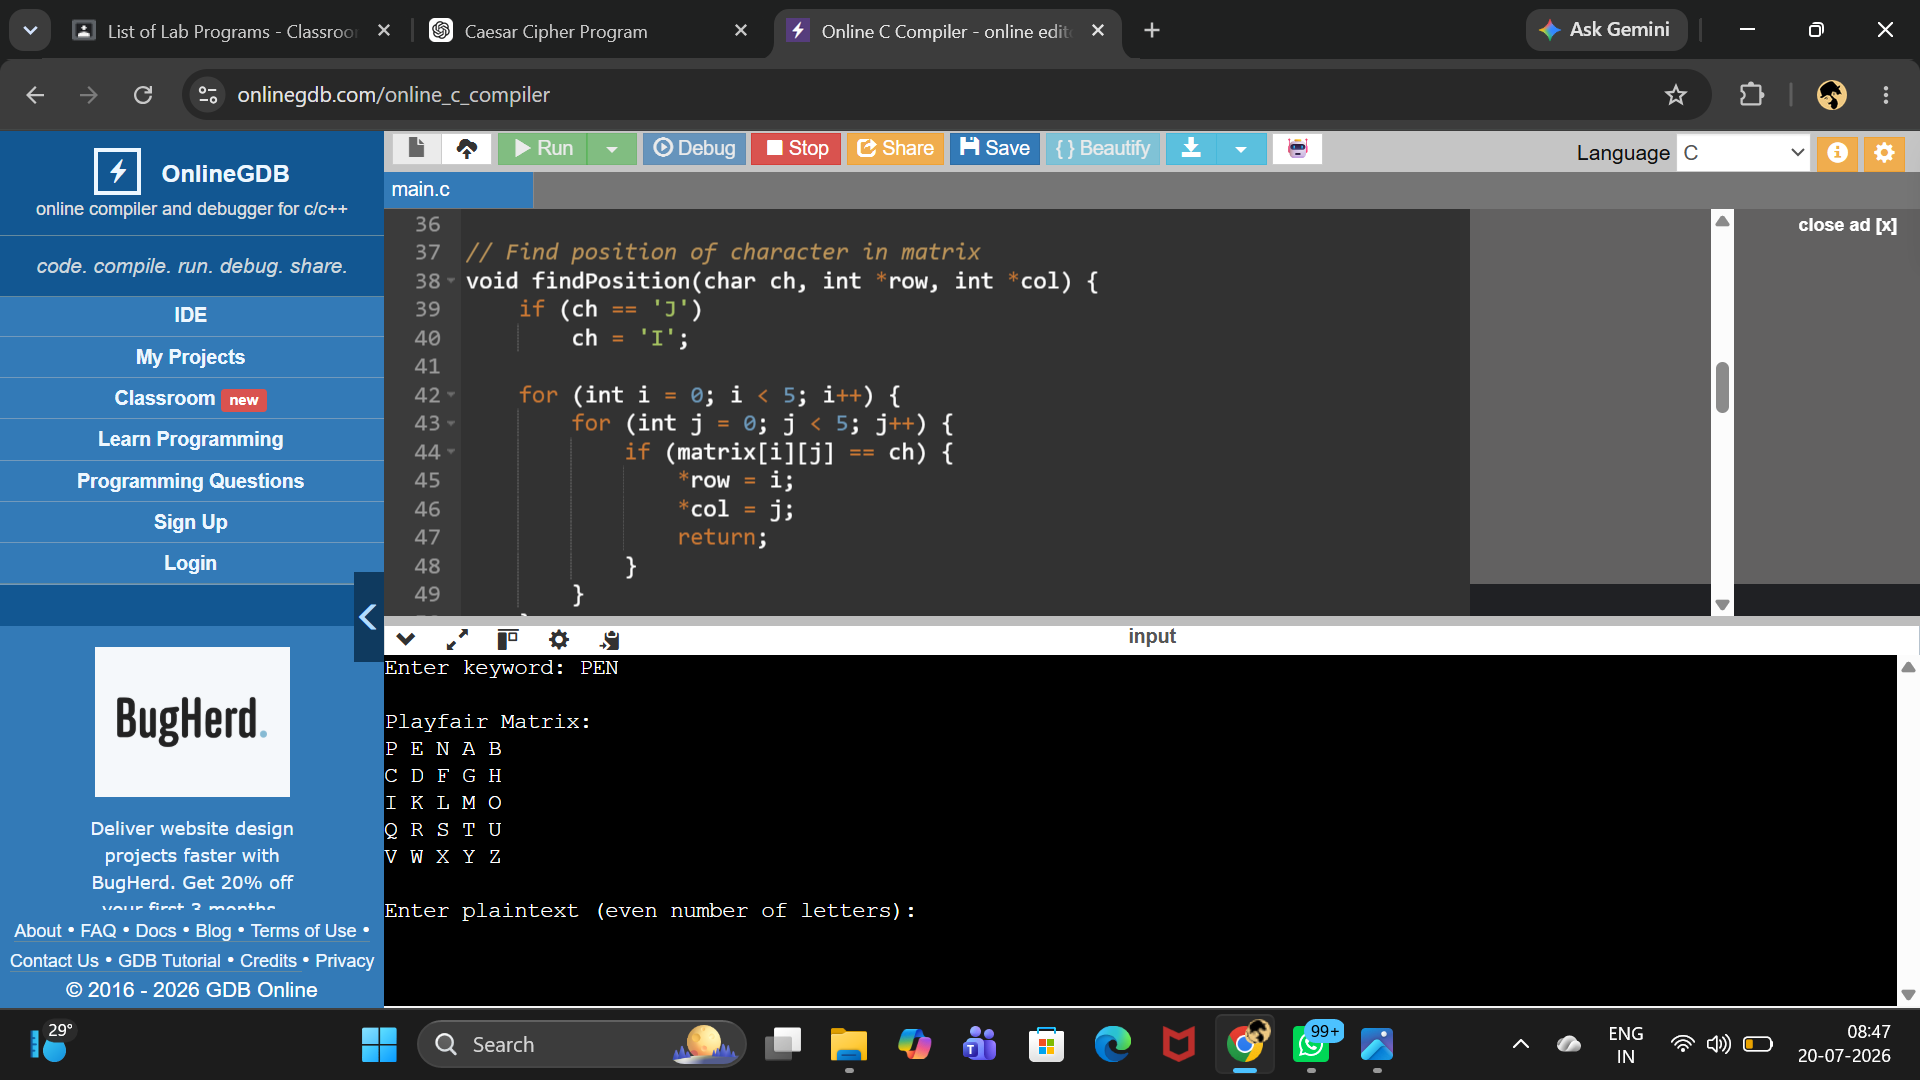 List of Lab Programs - Classroor
Caesar Cipher Program
Online C Compiler - online edit
Ask Gemini
onlinegdb.com/online_c_compiler
OnlineGDB
online compiler and debugger for c/c++
code. compile. run. debug. share.
IDE
My Projects
Classroom new
Learn Programming
Programming Questions
Sign Up
Login
BugHerd.
Deliver website design
projects faster with
BugHerd. Get 20% off
your first 3 months
About • FAQ • Docs • Blog • Terms of Use •
Contact Us • GDB Tutorial • Credits • Privacy
© 2016 - 2026 GDB Online
Run Debug Stop Share Save { } Beautify
Language C
main.c
close ad [x]
36
37 // Find position of character in matrix
38 void findPosition(char ch, int *row, int *col) {
39 if (ch == 'J')
40 ch = 'I';
41
42 for (int i = 0; i < 5; i++) {
43 for (int j = 0; j < 5; j++) {
44 if (matrix[i][j] == ch) {
45 *row = i;
46 *col = j;
47 return;
48 }
49 }
input
Enter keyword: PEN
Playfair Matrix:
P E N A B
C D F G H
I K L M O
Q R S T U
V W X Y Z
Enter plaintext (even number of letters):
29°
Search
99+
ENG
IN
08:47
20-07-2026